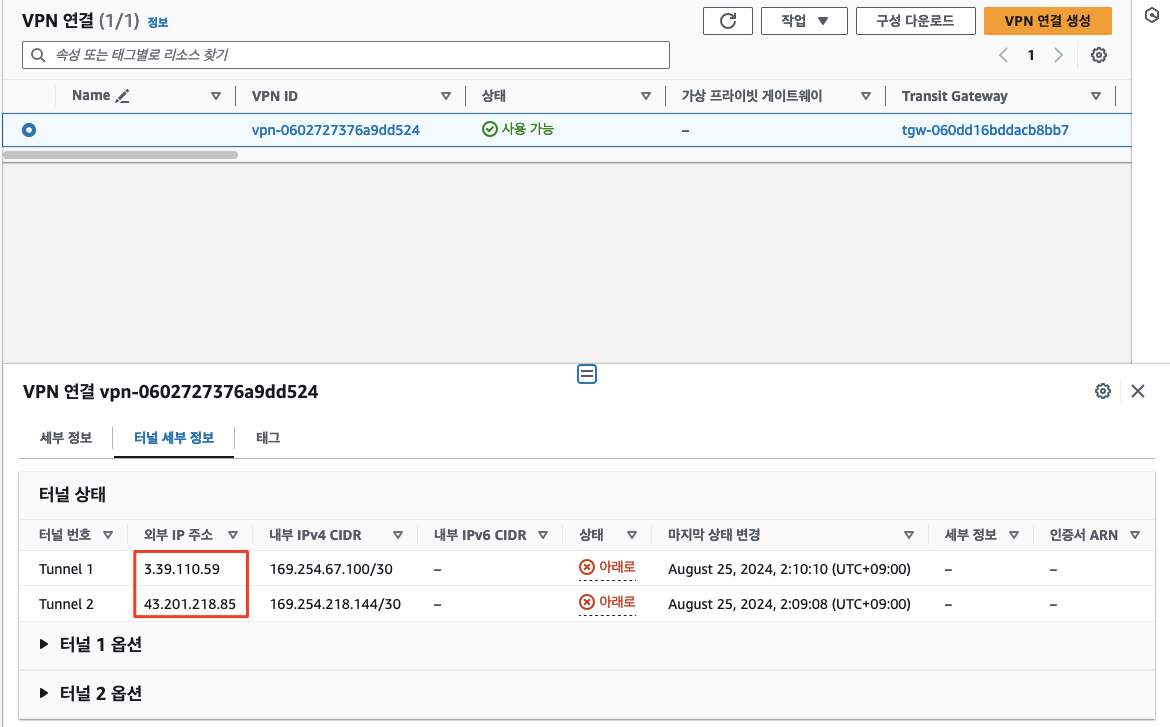 VPN 연결 (1/1) 정보
작업 구성 다운로드 VPN 연결 생성
속성 또는 태그별로 리소스 찾기
1
Name VPN ID 상태 가상 프라이빗 게이트웨이 Transit Gateway
vpn-0602727376a9dd524 사용 가능 – tgw-060dd16bddacb8bb7
VPN 연결 vpn-0602727376a9dd524
세부 정보 터널 세부 정보 태그
터널 상태
터널 번호 외부 IP 주소 내부 IPv4 CIDR 내부 IPv6 CIDR 상태 마지막 상태 변경 세부 정보 인증서 ARN
Tunnel 1 3.39.110.59 169.254.67.100/30 – 아래로 August 25, 2024, 2:10:10 (UTC+09:00) – –
Tunnel 2 43.201.218.85 169.254.218.144/30 – 아래로 August 25, 2024, 2:09:08 (UTC+09:00) – –
터널 1 옵션
터널 2 옵션